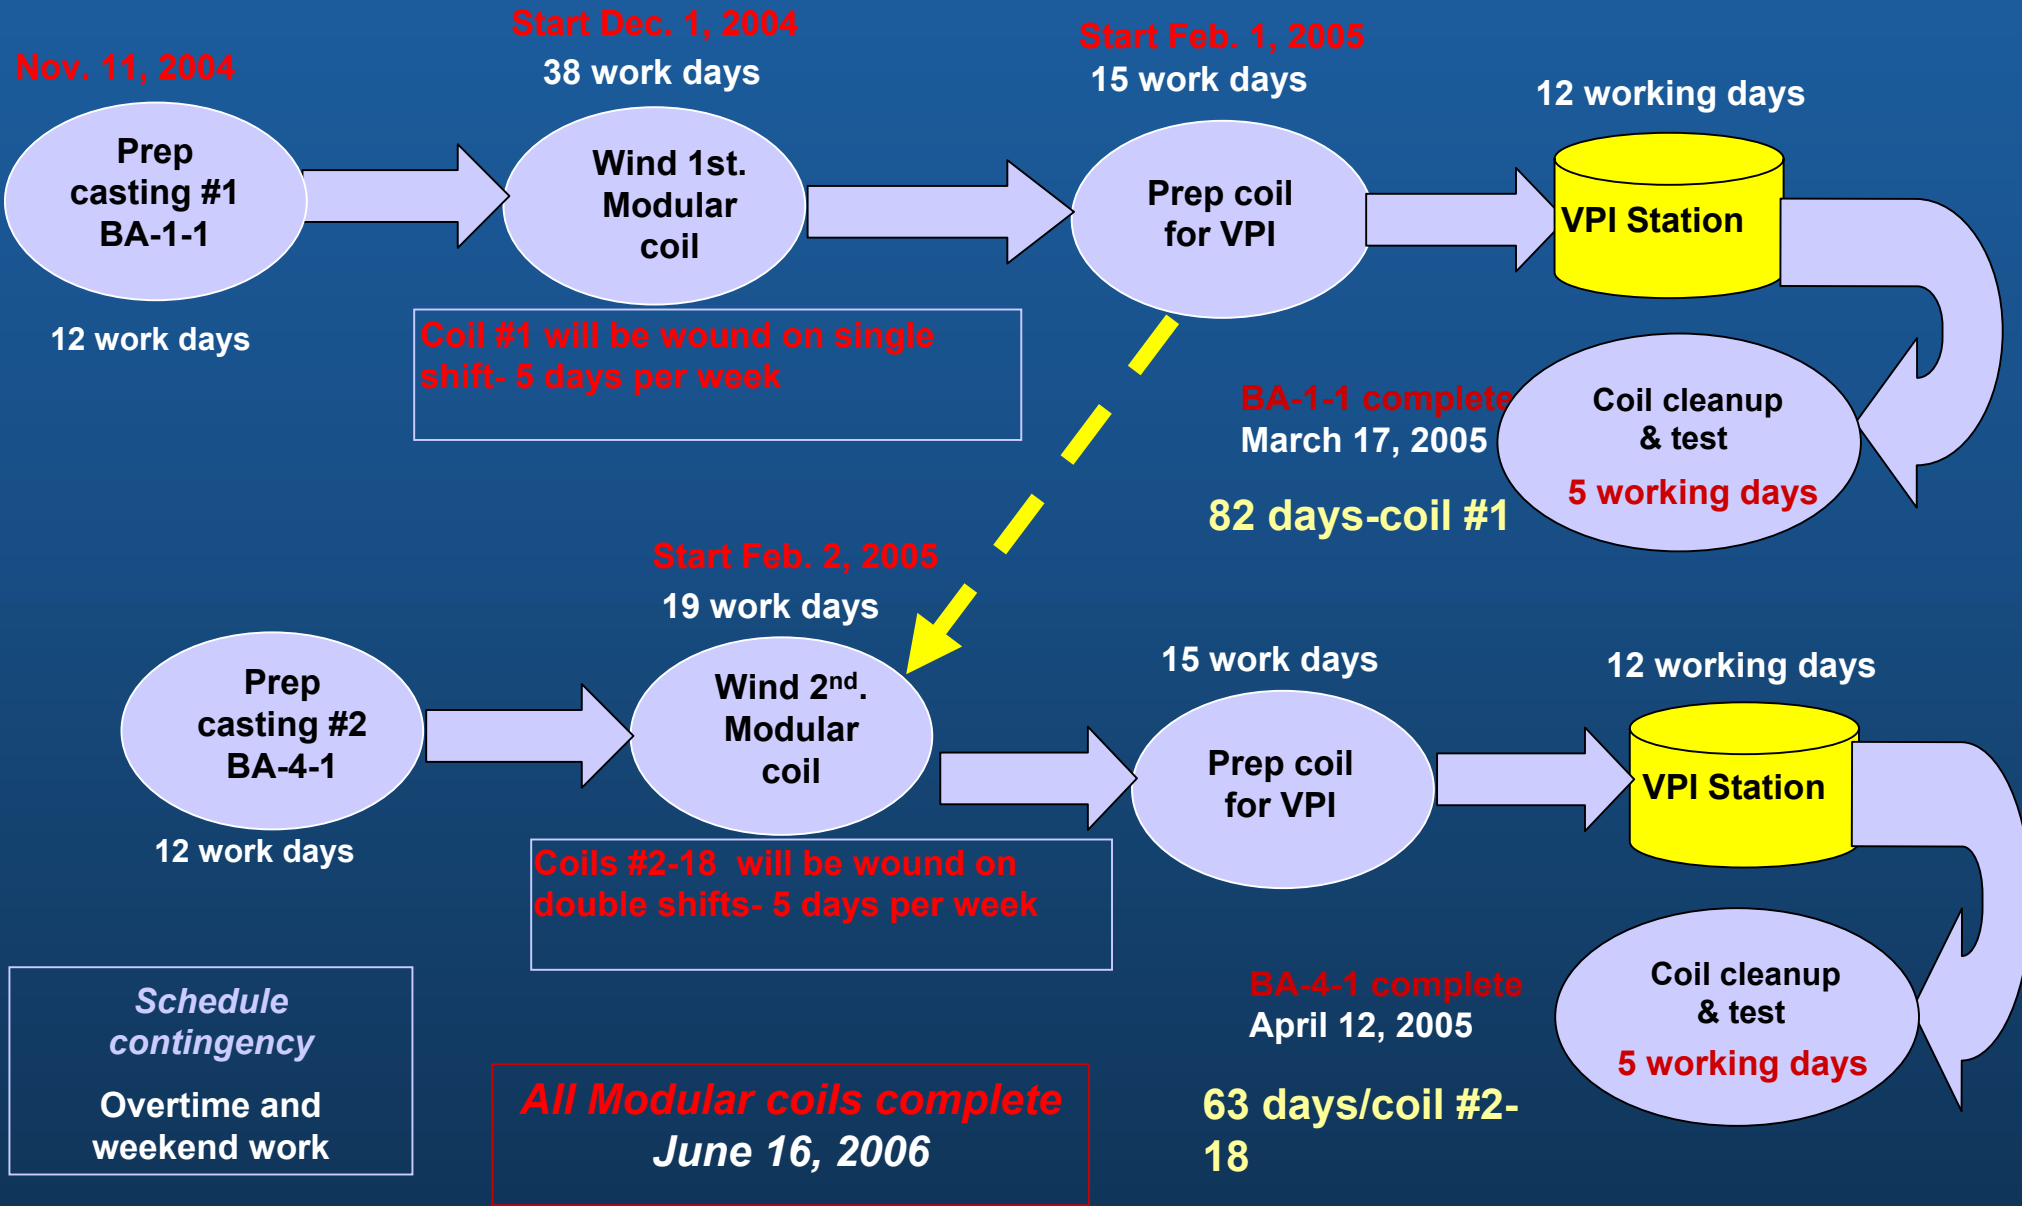 Nov. 11, 2004
Prep
casting #1
BA-1-1
12 work days
Start Dec. 1, 2004
38 work days
Wind 1st.
Modular
coil
Coil #1 will be wound on single
shift- 5 days per week
Start Feb. 1, 2005
15 work days
Prep coil
for VPI
12 working days
VPI Station
Coil cleanup
& test
5 working days
BA-1-1 complete
March 17, 2005
82 days-coil #1
Prep
casting #2
BA-4-1
12 work days
Start Feb. 2, 2005
19 work days
Wind 2nd.
Modular
coil
Coils #2-18  will be wound on
double shifts- 5 days per week
15 work days
Prep coil
for VPI
12 working days
VPI Station
Coil cleanup
& test
5 working days
BA-4-1 complete
April 12, 2005
63 days/coil #2-
18
Schedule
contingency
Overtime and
weekend work
All Modular coils complete
June 16, 2006